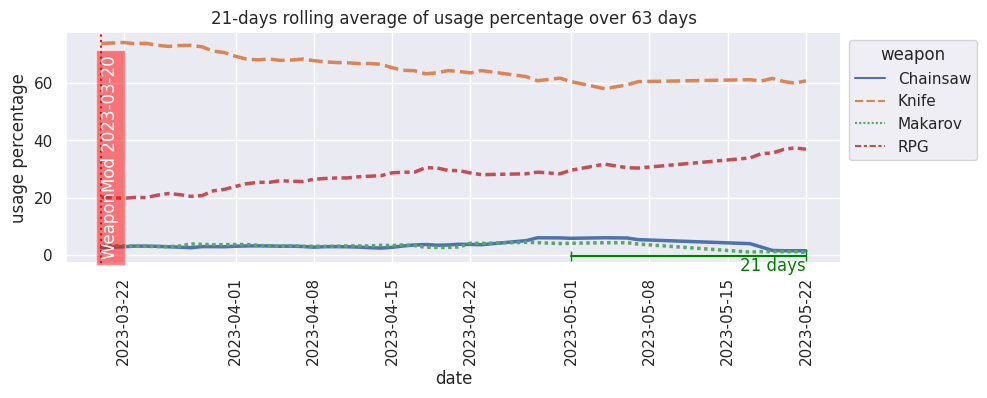 21-days rolling average of usage percentage over 63 days
usage percentage
60
40
20
0
WeaponMod 2023-03-20
21 days
2023-03-22
2023-04-01
2023-04-08
2023-04-15
2023-04-22
2023-05-01
2023-05-08
2023-05-15
2023-05-22
date
weapon
Chainsaw
Knife
Makarov
RPG